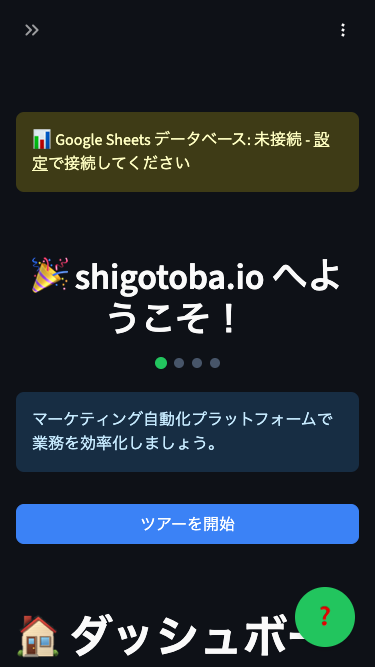 📊 Google Sheets データベース: 未接続 - 設
定で接続してください
🎉 shigotoba.io へよ
うこそ！
マーケティング自動化プラットフォームで
業務を効率化しましょう。
ツアーを開始
🏠 ダッシュボー
❓